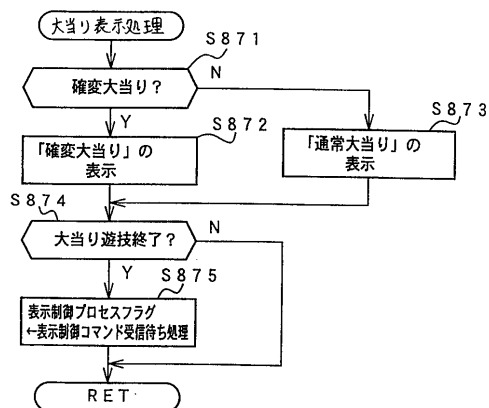 大当り表示処理
S871
確変大当り?
N
Y
S872
S873
「確変大当り」の
表示
「通常大当り」の
表示
S874
大当り遊技終了?
N
Y
S875
表示制御プロセスフラグ
←表示制御コマンド受信待ち処理
RET